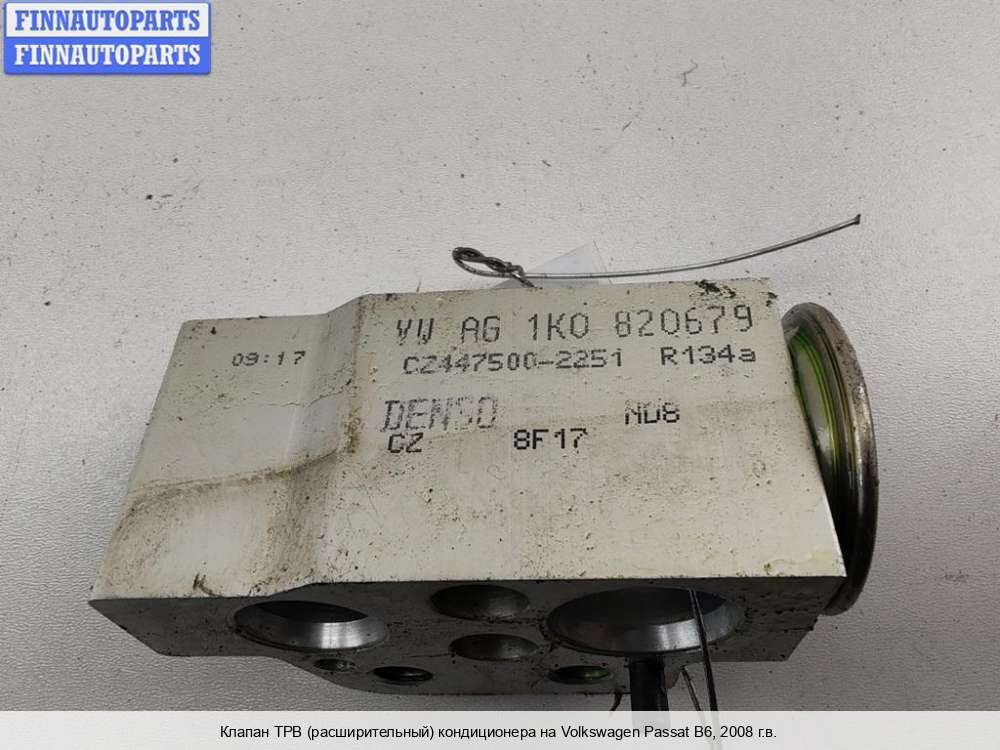 FINNAUTOPARTS
FINNAUTOPARTS
VW AG 1K0 820679
09:17
CZ447500-2251 R134a
DENSO ND8
CZ 8F17
Клапан ТРВ (расширительный) кондиционера на Volkswagen Passat B6, 2008 г.в.